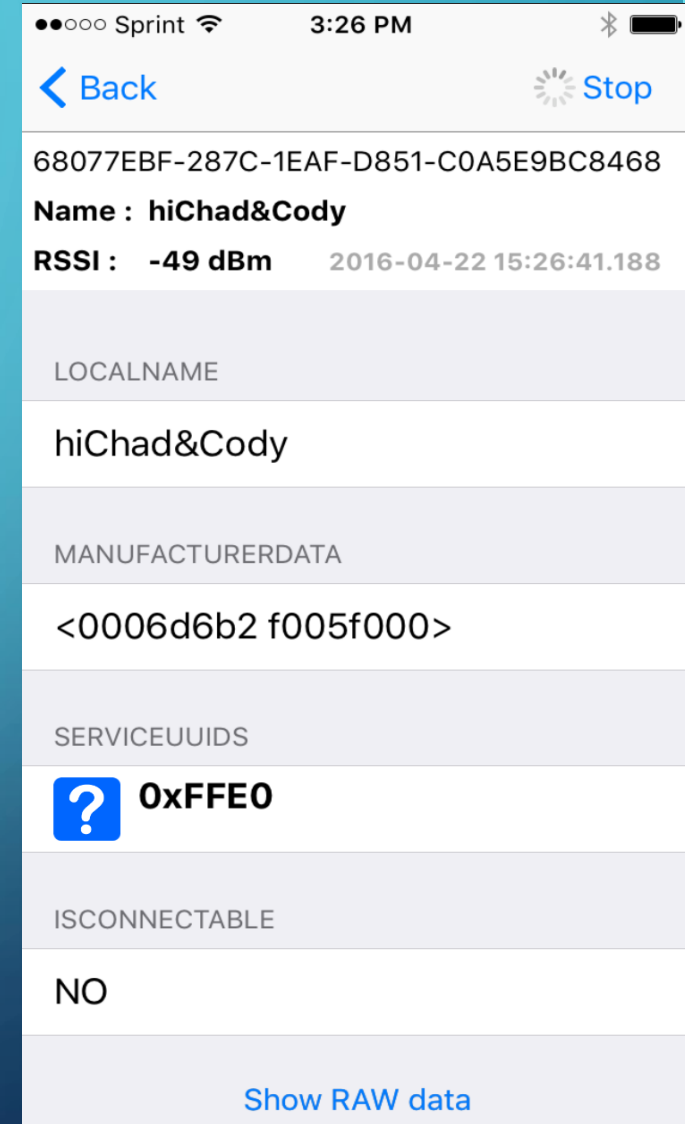 Sprint 3:26 PM
Back Stop
68077EBF-287C-1EAF-D851-C0A5E9BC8468
Name : hiChad&Cody
RSSI : -49 dBm 2016-04-22 15:26:41.188
LOCALNAME
hiChad&Cody
MANUFACTURERDATA
<0006d6b2 f005f000>
SERVICEUUIDS
? 0xFFE0
ISCONNECTABLE
NO
Show RAW data